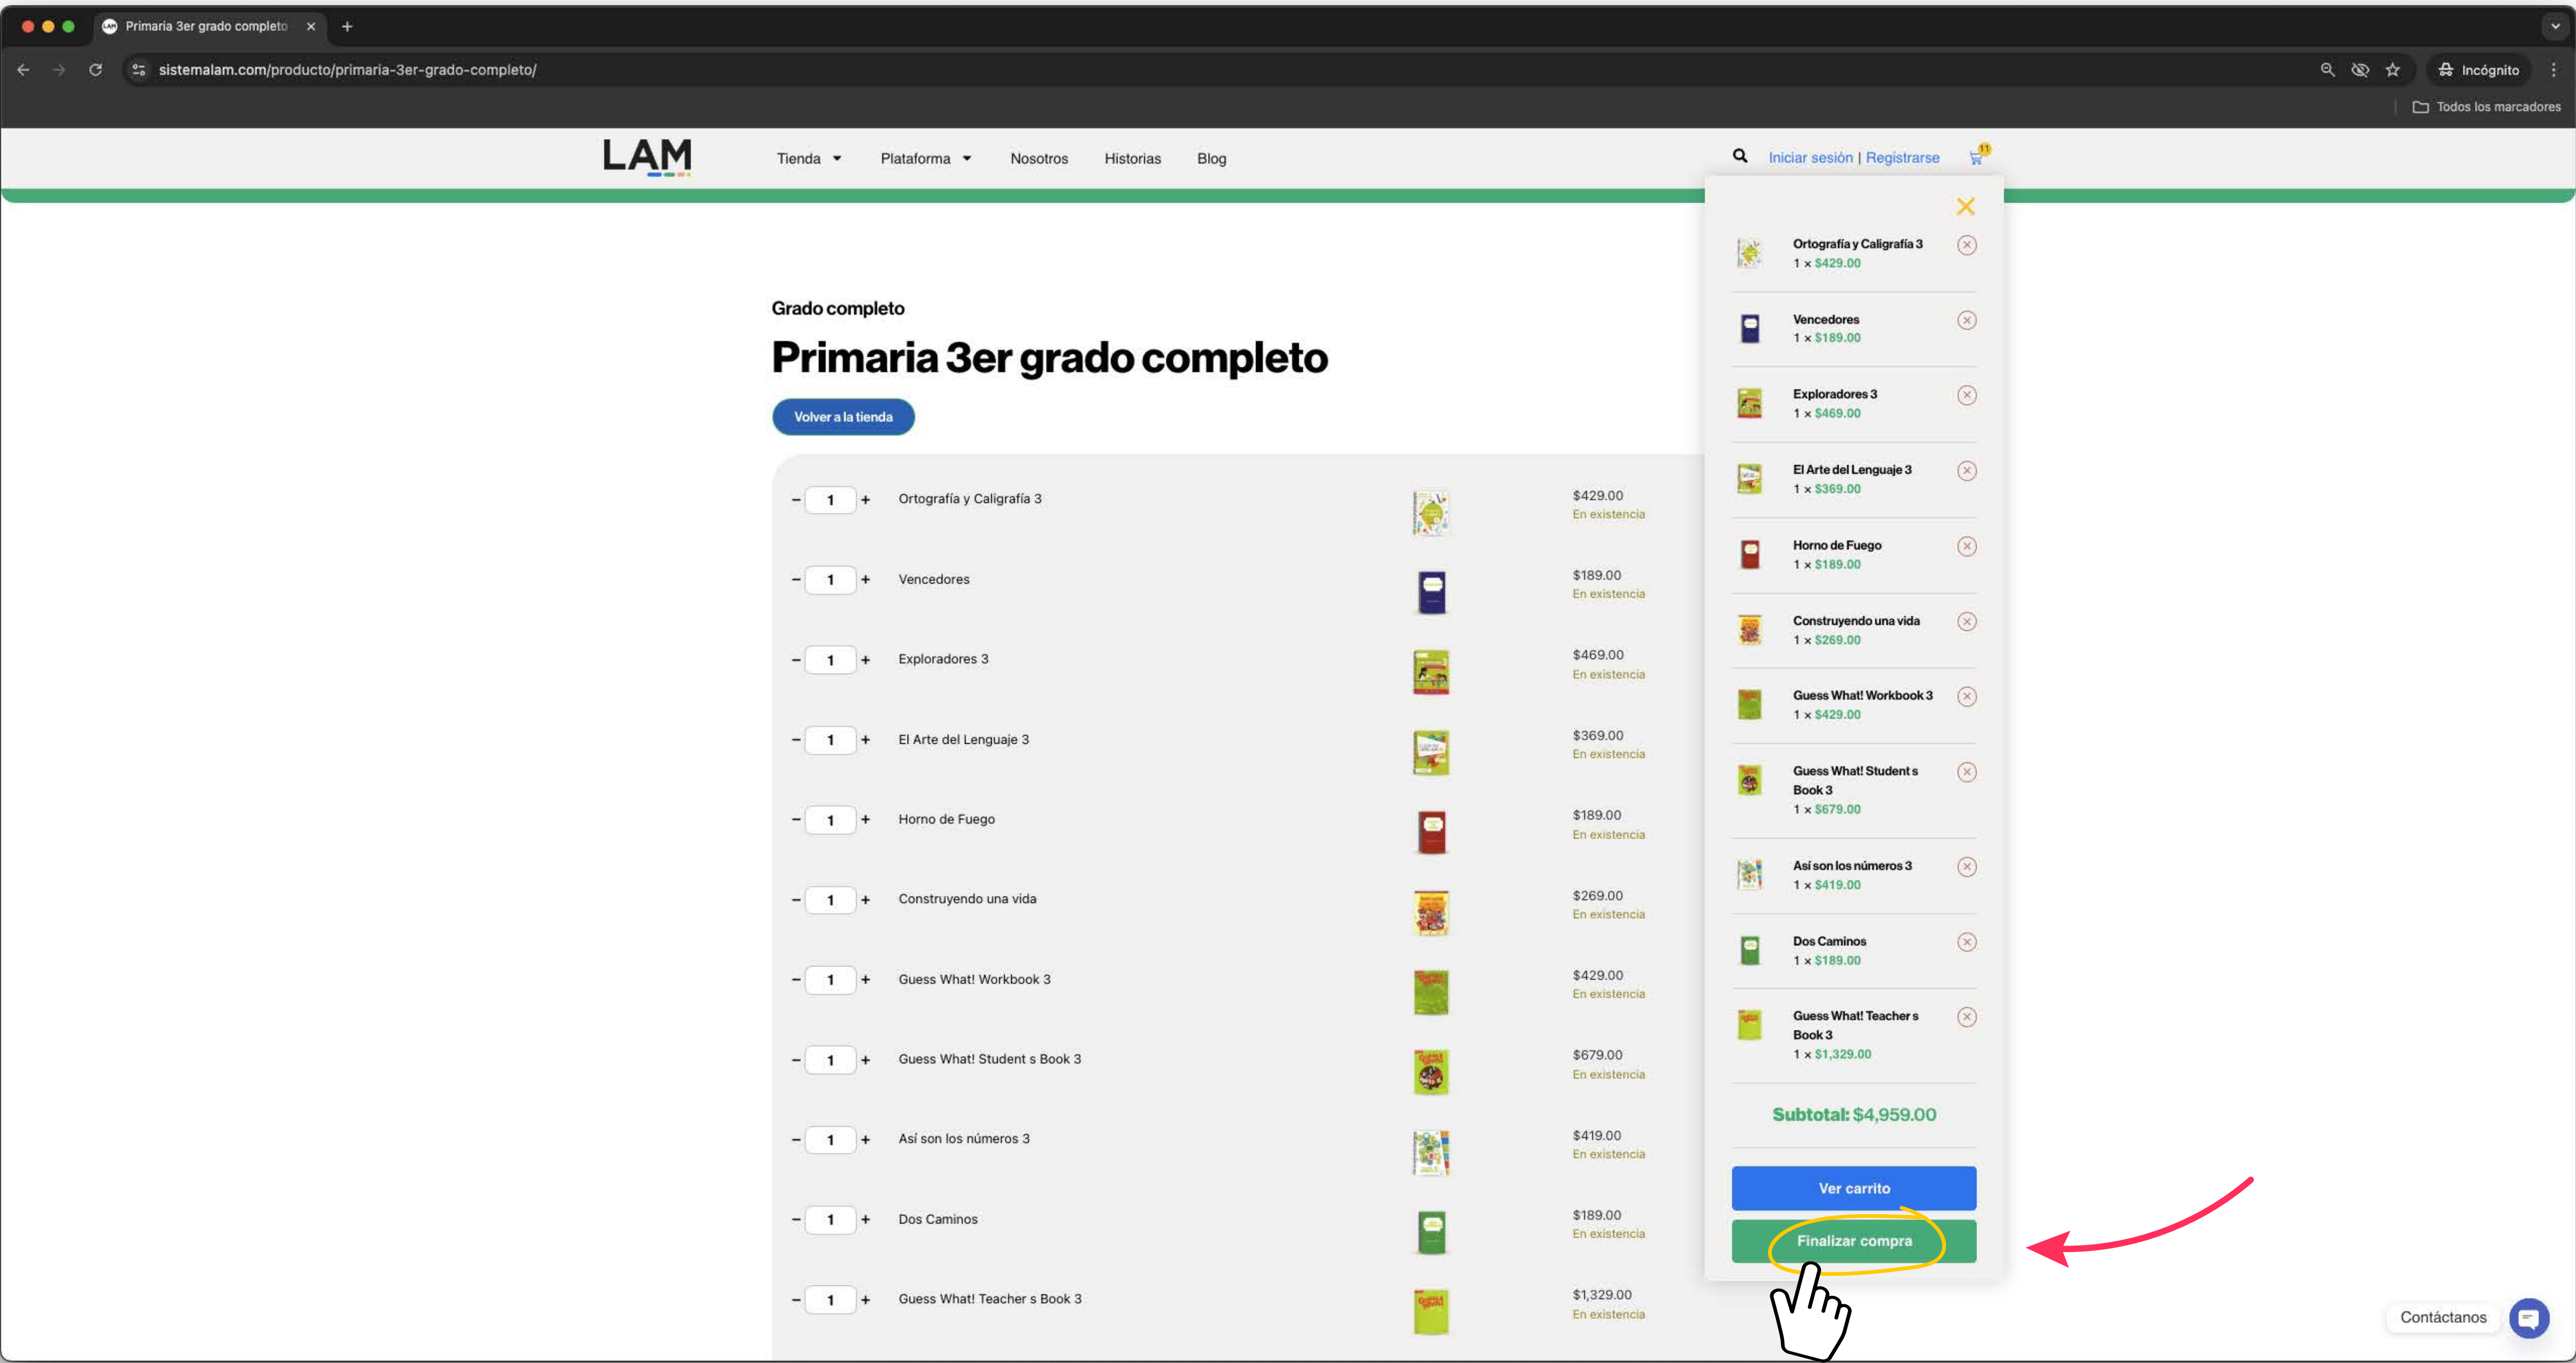 Primaria 3er grado completo
sistemalam.com/producto/primaria-3er-grado-completo/
Incógnito
Todos los marcadores
LAM
Tienda
Plataforma
Nosotros
Historias
Blog
Iniciar sesión | Registrarse
11
Grado completo
Primaria 3er grado completo
Volver a la tienda
1 Ortografía y Caligrafía 3 $429.00
En existencia
1 Vencedores $189.00
En existencia
1 Exploradores 3 $469.00
En existencia
1 El Arte del Lenguaje 3 $369.00
En existencia
1 Horno de Fuego $189.00
En existencia
1 Construyendo una vida $269.00
En existencia
1 Guess What! Workbook 3 $429.00
En existencia
1 Guess What! Student s Book 3 $679.00
En existencia
1 Así son los números 3 $419.00
En existencia
1 Dos Caminos $189.00
En existencia
1 Guess What! Teacher s Book 3 $1,329.00
En existencia
Ortografía y Caligrafía 3
1 × $429.00
Vencedores
1 × $189.00
Exploradores 3
1 × $469.00
El Arte del Lenguaje 3
1 × $369.00
Horno de Fuego
1 × $189.00
Construyendo una vida
1 × $269.00
Guess What! Workbook 3
1 × $429.00
Guess What! Student s
Book 3
1 × $679.00
Así son los números 3
1 × $419.00
Dos Caminos
1 × $189.00
Guess What! Teacher s
Book 3
1 × $1,329.00
Subtotal: $4,959.00
Ver carrito
Finalizar compra
Contáctanos